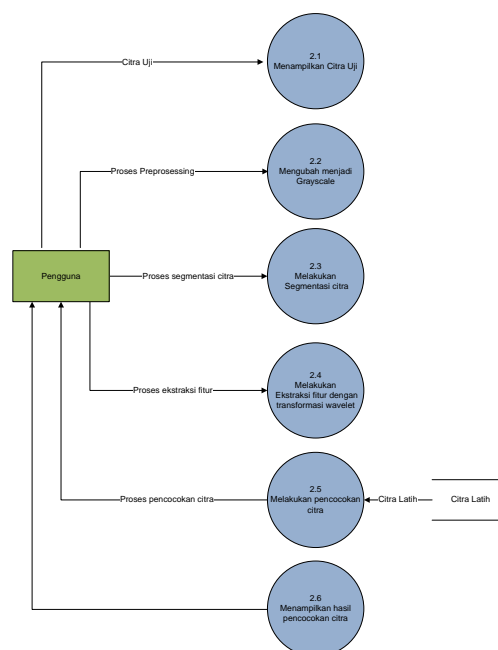 2.1
Menampilkan Citra Uji
Citra Uji
2.2
Mengubah menjadi
Grayscale
Proses Preprosessing
Pengguna
Proses segmentasi citra
2.3
Melakukan
Segmentasi citra
Proses ekstraksi fitur
2.4
Melakukan
Ekstraksi fitur dengan
transformasi wavelet
Proses pencocokan citra
2.5
Melakukan pencocokan
citra
Citra Latih
Citra Latih
2.6
Menampilkan hasil
pencocokan citra